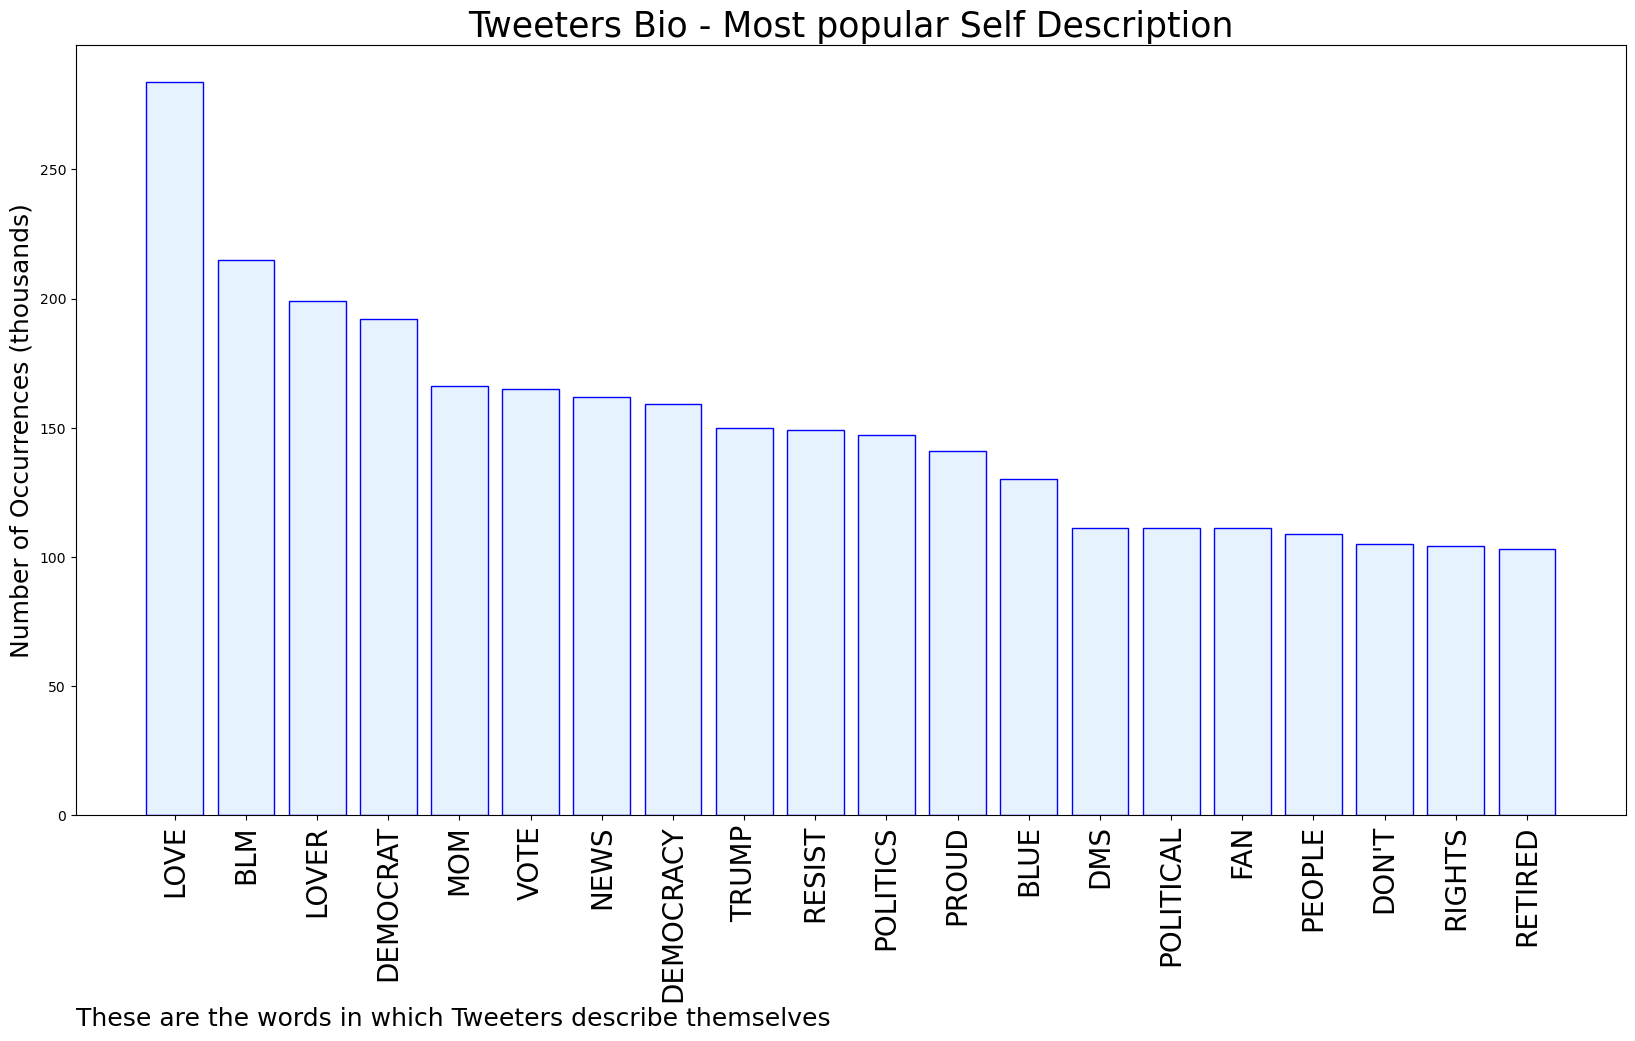 Tweeters Bio - Most popular Self Description
Number of Occurrences (thousands)
250
200
150
100
50
0
LOVE
BLM
LOVER
DEMOCRAT
MOM
VOTE
NEWS
DEMOCRACY
TRUMP
RESIST
POLITICS
PROUD
BLUE
DMS
POLITICAL
FAN
PEOPLE
DON'T
RIGHTS
RETIRED
These are the words in which Tweeters describe themselves